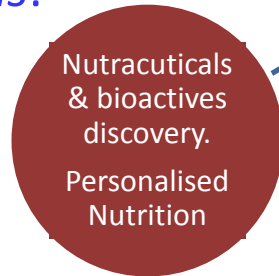 Nutracuticals
& bioactives
discovery.
Personalised
Nutrition